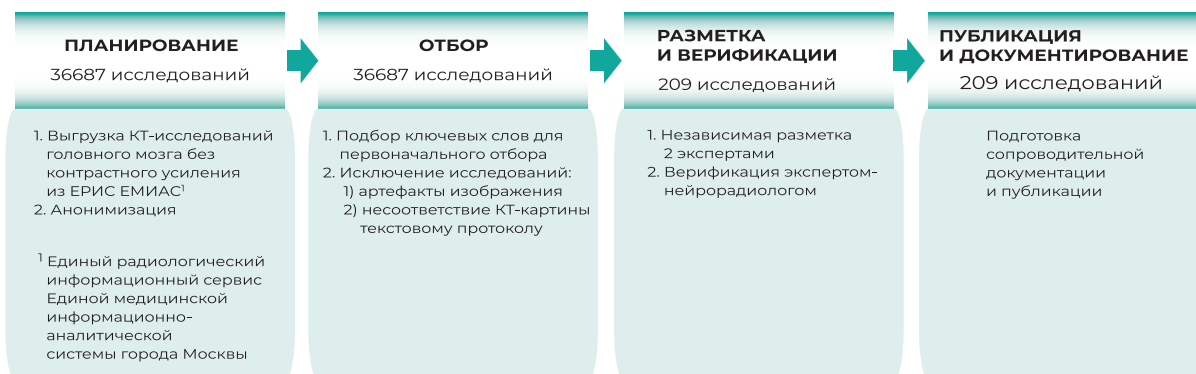 ПЛАНИРОВАНИЕ
36687 исследований
1. Выгрузка КТ-исследований
головного мозга без
контрастного усиления
из ЕРИС ЕМИАС¹
2. Анонимизация
¹ Единый радиологический
информационный сервис
Единой медицинской
информационно-
аналитической
системы города Москвы
ОТБОР
36687 исследований
1. Подбор ключевых слов для
первоначального отбора
2. Исключение исследований:
1) артефакты изображения
2) несоответствие КТ-картины
текстовому протоколу
РАЗМЕТКА
И ВЕРИФИКАЦИИ
209 исследований
1. Независимая разметка
2 экспертами
2. Верификация экспертом-
нейрорадиологом
ПУБЛИКАЦИЯ
И ДОКУМЕНТИРОВАНИЕ
209 исследований
Подготовка
сопроводительной
документации
и публикации